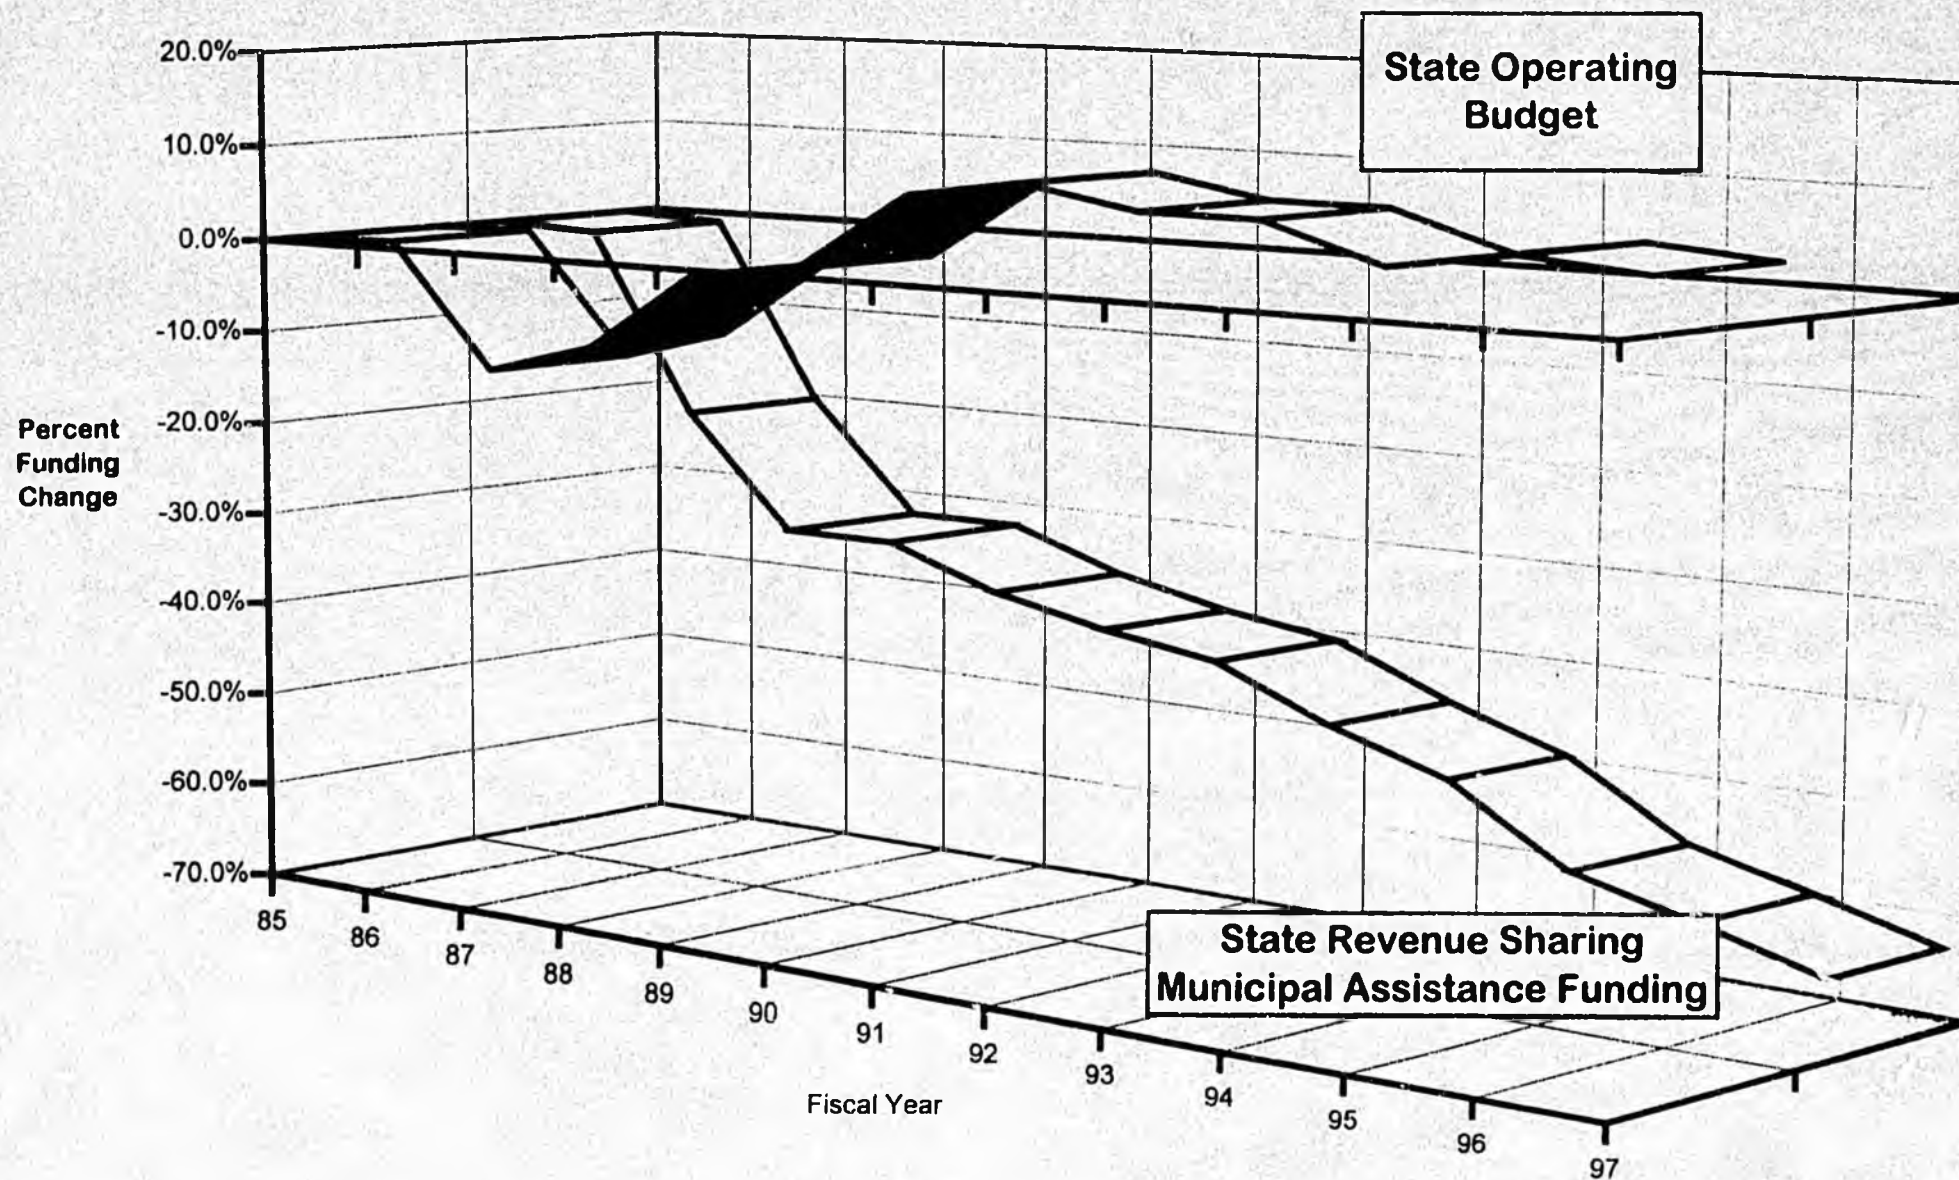 20.0%
10.0%
0.0%
-10.0%
-20.0%
-30.0%
-40.0%
-50.0%
-60.0%
-70.0%
Percent
Funding
Change
State Operating
Budget
State Revenue Sharing
Municipal Assistance Funding
85
86
87
88
89
90
91
92
93
94
95
96
97
Fiscal Year